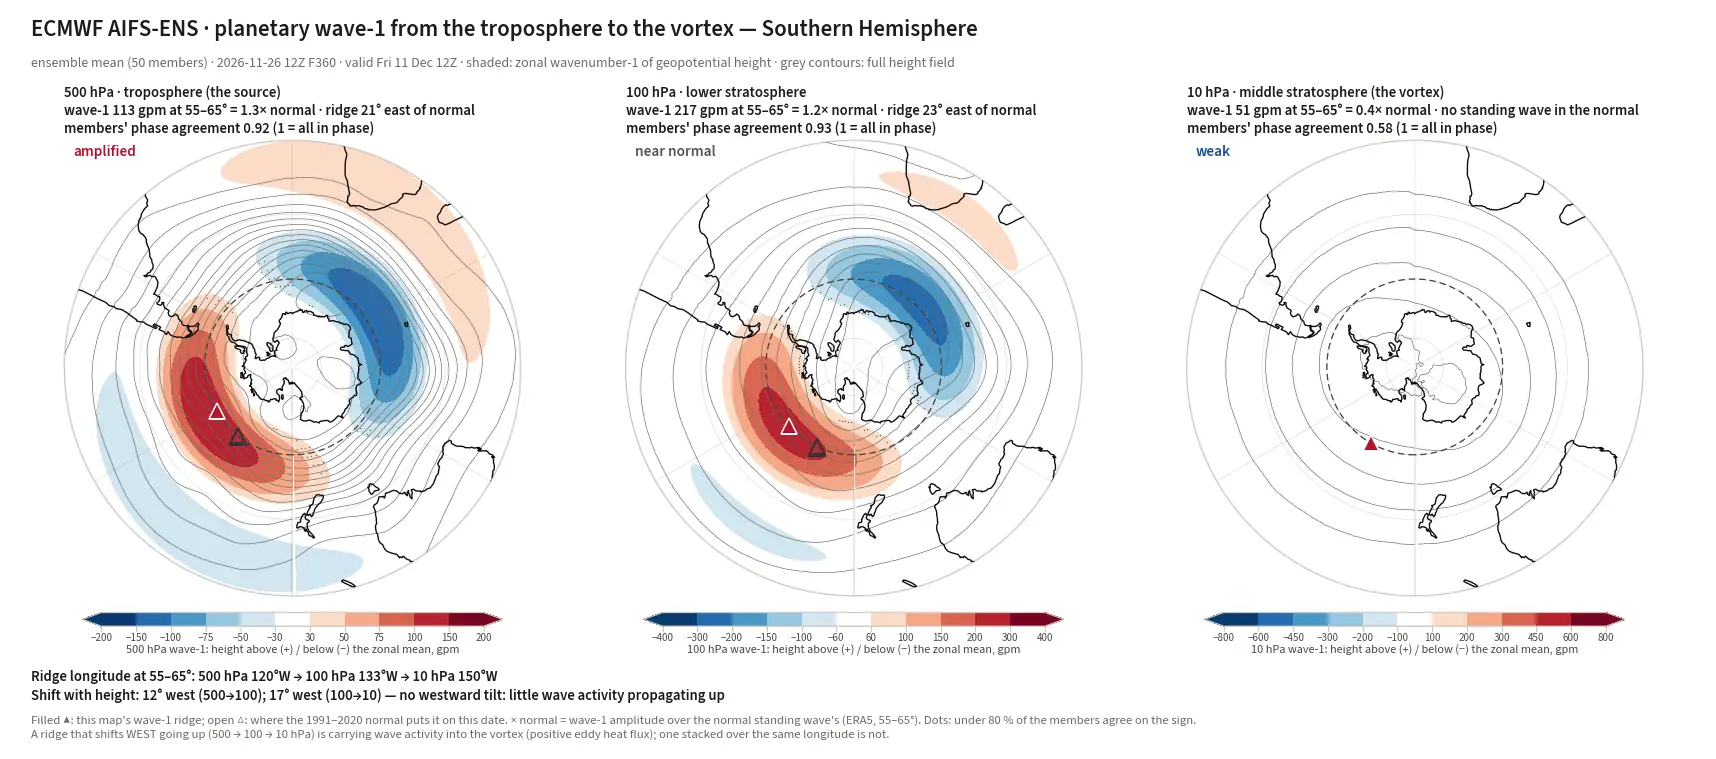 ECMWF AIFS-ENS · planetary wave-1 from the troposphere to the vortex — Southern Hemisphere
ensemble mean (50 members) · 2026-11-26 12Z F360 · valid Fri 11 Dec 12Z · shaded: zonal wavenumber-1 of geopotential height · grey contours: full height field
500 hPa · troposphere (the source)
wave-1 113 gpm at 55–65° = 1.3× normal · ridge 21° east of normal
members' phase agreement 0.92 (1 = all in phase)
amplified
100 hPa · lower stratosphere
wave-1 217 gpm at 55–65° = 1.2× normal · ridge 23° east of normal
members' phase agreement 0.93 (1 = all in phase)
near normal
10 hPa · middle stratosphere (the vortex)
wave-1 51 gpm at 55–65° = 0.4× normal · no standing wave in the normal
members' phase agreement 0.58 (1 = all in phase)
weak
−200 −150 −100 −75 −50 −30 30 50 75 100 150 200
500 hPa wave-1: height above (+) / below (−) the zonal mean, gpm
−400 −300 −200 −150 −100 −60 60 100 150 200 300 400
100 hPa wave-1: height above (+) / below (−) the zonal mean, gpm
−800 −600 −450 −300 −200 −100 100 200 300 450 600 800
10 hPa wave-1: height above (+) / below (−) the zonal mean, gpm
Ridge longitude at 55–65°: 500 hPa 120°W → 100 hPa 133°W → 10 hPa 150°W
Shift with height: 12° west (500→100); 17° west (100→10) — no westward tilt: little wave activity propagating up
Filled ▲: this map's wave-1 ridge; open △: where the 1991–2020 normal puts it on this date. × normal = wave-1 amplitude over the normal standing wave's (ERA5, 55–65°). Dots: under 80 % of the members agree on the sign.
A ridge that shifts WEST going up (500 → 100 → 10 hPa) is carrying wave activity into the vortex (positive eddy heat flux); one stacked over the same longitude is not.